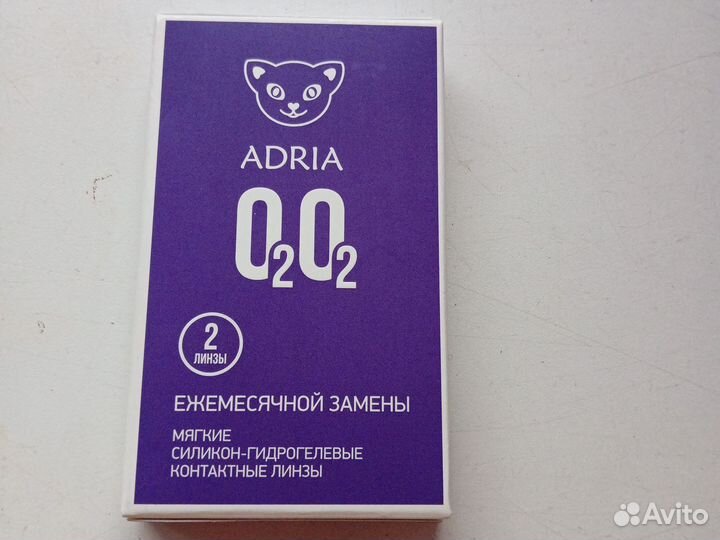 ADRIA
O2O2
2
ЛИНЗЫ
ЕЖЕМЕСЯЧНОЙ ЗАМЕНЫ
МЯГКИЕ
СИЛИКОН-ГИДРОГЕЛЕВЫЕ
КОНТАКТНЫЕ ЛИНЗЫ
Avito